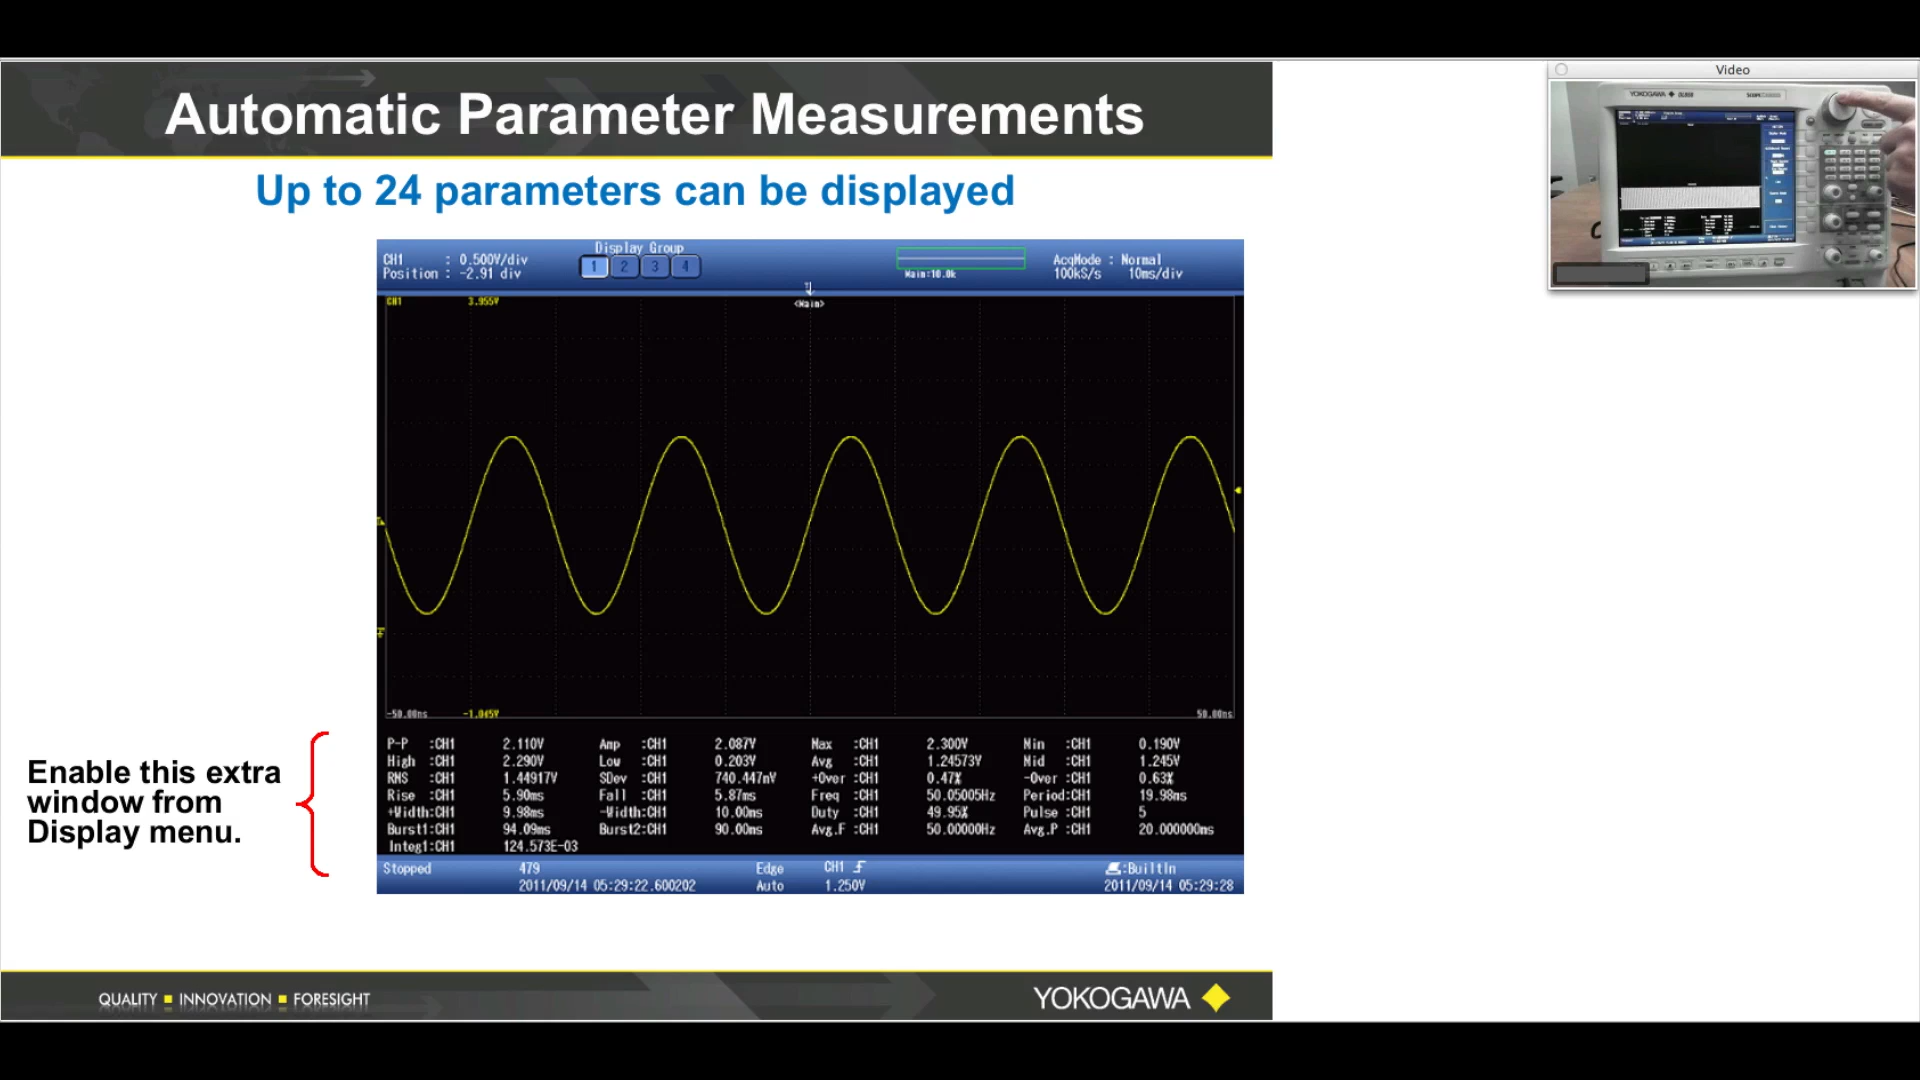 Video
Automatic Parameter Measurements
Up to 24 parameters can be displayed
CH1 : 0.500V/div
Position : -2.91 div
Display Group
1 2 3 4
Main:10.0k
AcqMode : Normal
100kS/s 10ms/div
CH1 3.955V
<Main>
-50.00ms -1.045V 50.00ms
P-P :CH1 2.110V Amp :CH1 2.087V Max :CH1 2.300V Min :CH1 0.190V
High :CH1 2.290V Low :CH1 0.203V Avg :CH1 1.24573V Mid :CH1 1.245V
RMS :CH1 1.44917V SDev :CH1 740.447mV +Over :CH1 0.47% -Over :CH1 0.63%
Rise :CH1 5.90ms Fall :CH1 5.87ms Freq :CH1 50.05005Hz Period:CH1 19.98ms
+Width:CH1 9.98ms -Width:CH1 10.00ms Duty :CH1 49.95% Pulse :CH1 5
Burst1:CH1 94.09ms Burst2:CH1 90.00ms Avg.F :CH1 50.00000Hz Avg.P :CH1 20.000000ms
Integ1:CH1 124.573E-03
Enable this extra
window from
Display menu.
Stopped 479 Edge CH1 :BuiltIn
2011/09/14 05:29:22.600202 Auto 1.250V 2011/09/14 05:29:28
QUALITY INNOVATION FORESIGHT
YOKOGAWA
YOKOGAWA